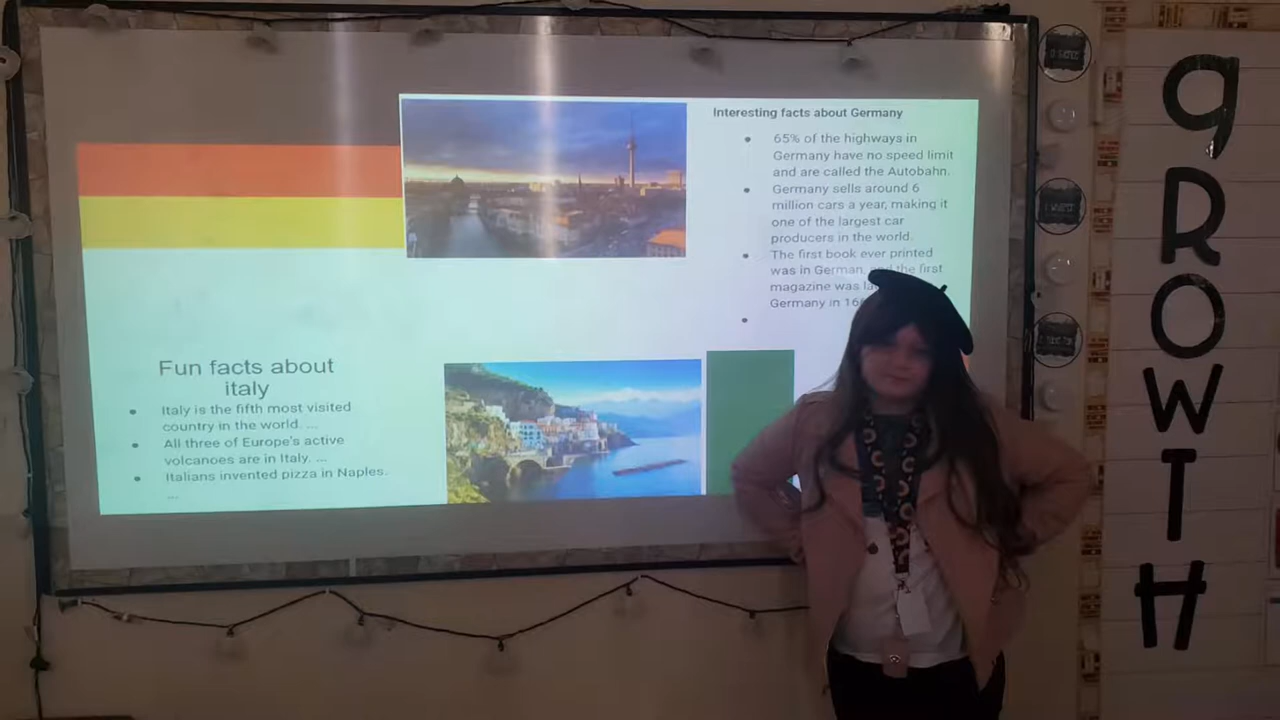 Interesting facts about Germany
65% of the highways in
Germany have no speed limit
and are called the Autobahn.
Germany sells around 6
million cars a year, making it
one of the largest car
producers in the world.
The first book ever printed
was in German, and the first
magazine was
Germany in
Fun facts about
italy
Italy is the fifth most visited
country in the world. ...
All three of Europe's active
volcanoes are in Italy. ...
Italians invented pizza in Naples.
...
gROWTH